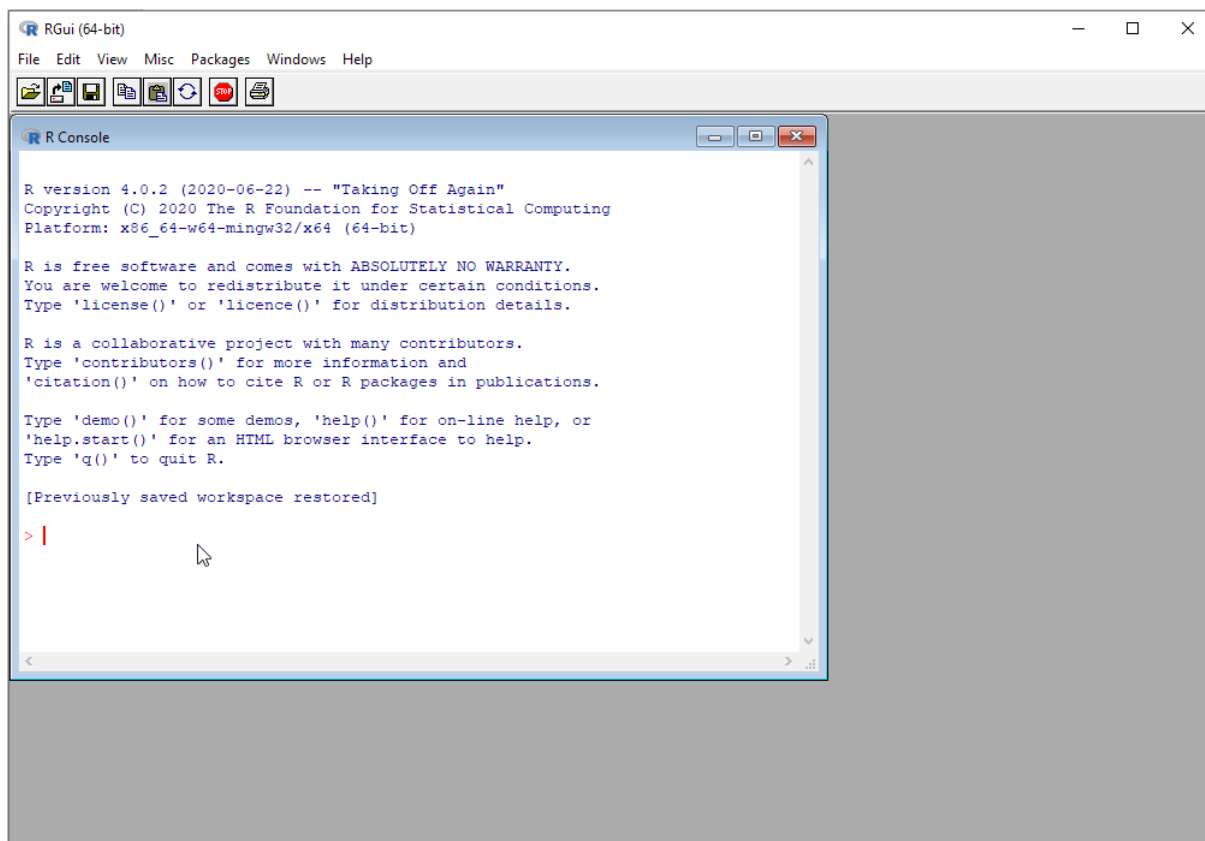 RGui (64-bit)
File Edit View Misc Packages Windows Help
STOP
R Console
R version 4.0.2 (2020-06-22) -- "Taking Off Again"
Copyright (C) 2020 The R Foundation for Statistical Computing
Platform: x86_64-w64-mingw32/x64 (64-bit)
R is free software and comes with ABSOLUTELY NO WARRANTY.
You are welcome to redistribute it under certain conditions.
Type 'license()' or 'licence()' for distribution details.
R is a collaborative project with many contributors.
Type 'contributors()' for more information and
'citation()' on how to cite R or R packages in publications.
Type 'demo()' for some demos, 'help()' for on-line help, or
'help.start()' for an HTML browser interface to help.
Type 'q()' to quit R.
[Previously saved workspace restored]
>